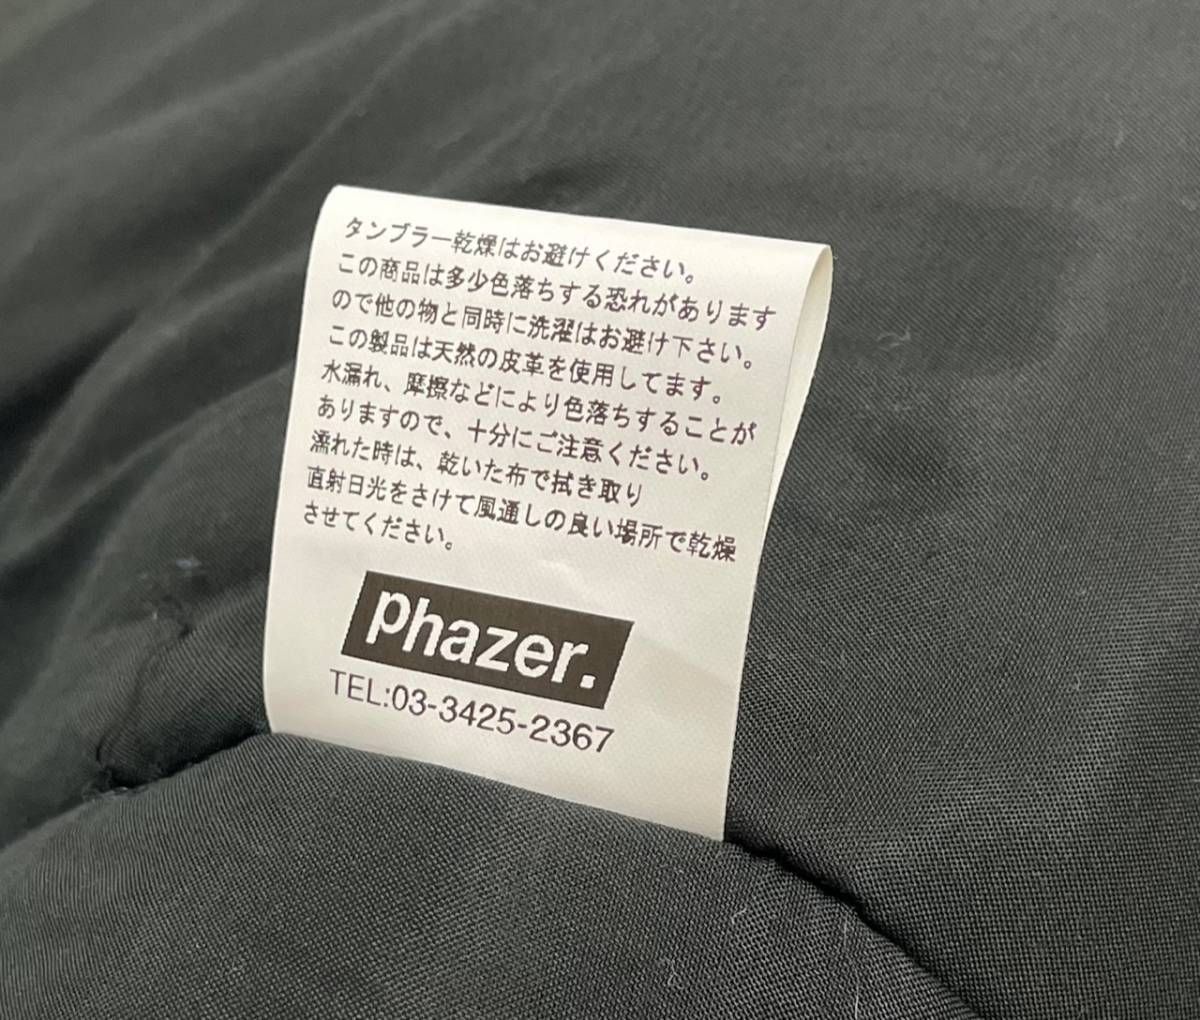 タンブラー乾燥はお避けください。
この商品は多少色落ちする恐れがあります
ので他の物と同時に洗濯はお避け下さい。
この製品は天然の皮革を使用してます。
水漏れ、摩擦などにより色落ちすることが
ありますので、十分にご注意ください。
濡れた時は、乾いた布で拭き取り
直射日光をさけて風通しの良い場所で乾燥
させてください。
phazer.
TEL:03-3425-2367